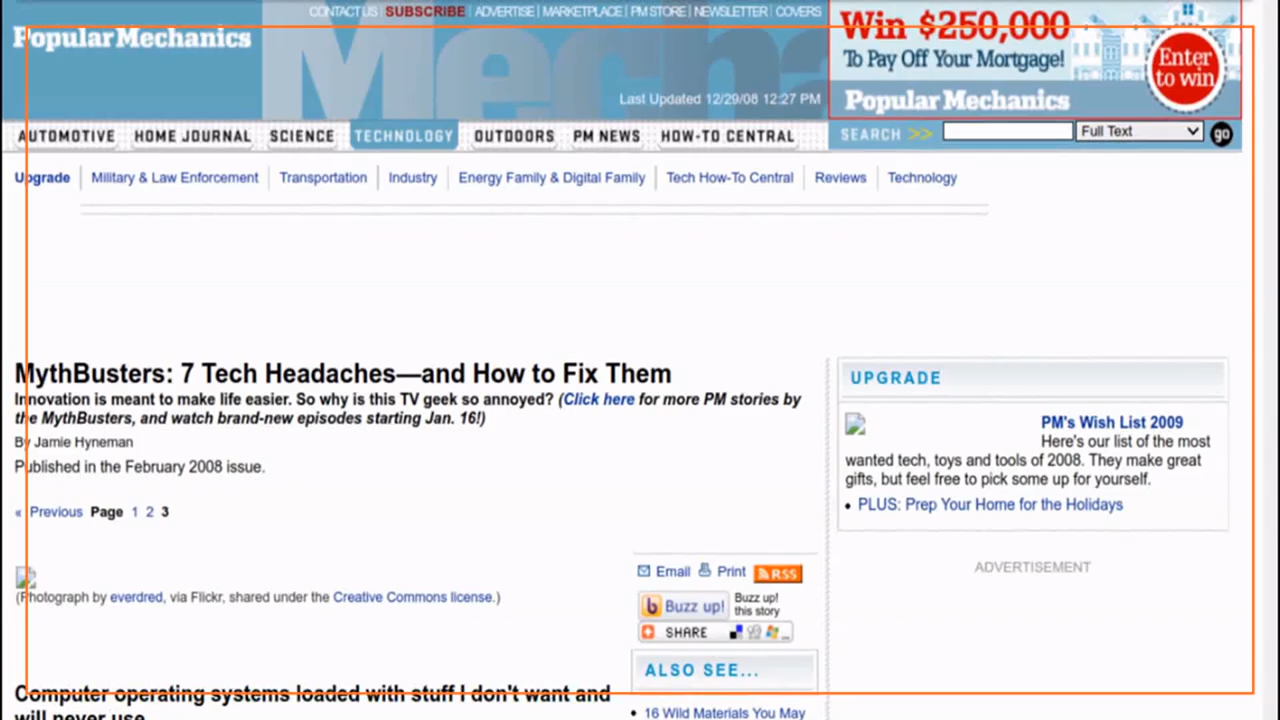 CONTACT US | SUBSCRIBE | ADVERTISE | MARKETPLACE | PM STORE | NEWSLETTER | COVERS
Popular Mechanics
Mecha
Last Updated 12/29/08 12:27 PM
Win $250,000
To Pay Off Your Mortgage!
Popular Mechanics
Enter
to win
AUTOMOTIVE HOME JOURNAL SCIENCE TECHNOLOGY OUTDOORS PM NEWS HOW-TO CENTRAL
SEARCH >> Full Text go
Upgrade Military & Law Enforcement Transportation Industry Energy Family & Digital Family Tech How-To Central Reviews Technology
MythBusters: 7 Tech Headaches—and How to Fix Them
Innovation is meant to make life easier. So why is this TV geek so annoyed? (Click here for more PM stories by
the MythBusters, and watch brand-new episodes starting Jan. 16!)
By Jamie Hyneman
Published in the February 2008 issue.
« Previous Page 1 2 3
(Photograph by everdred, via Flickr, shared under the Creative Commons license.)
Computer operating systems loaded with stuff I don't want and
will never use
Email Print RSS
Buzz up! Buzz up!
this story
SHARE
ALSO SEE...
• 16 Wild Materials You May
UPGRADE
PM's Wish List 2009
Here's our list of the most
wanted tech, toys and tools of 2008. They make great
gifts, but feel free to pick some up for yourself.
• PLUS: Prep Your Home for the Holidays
ADVERTISEMENT